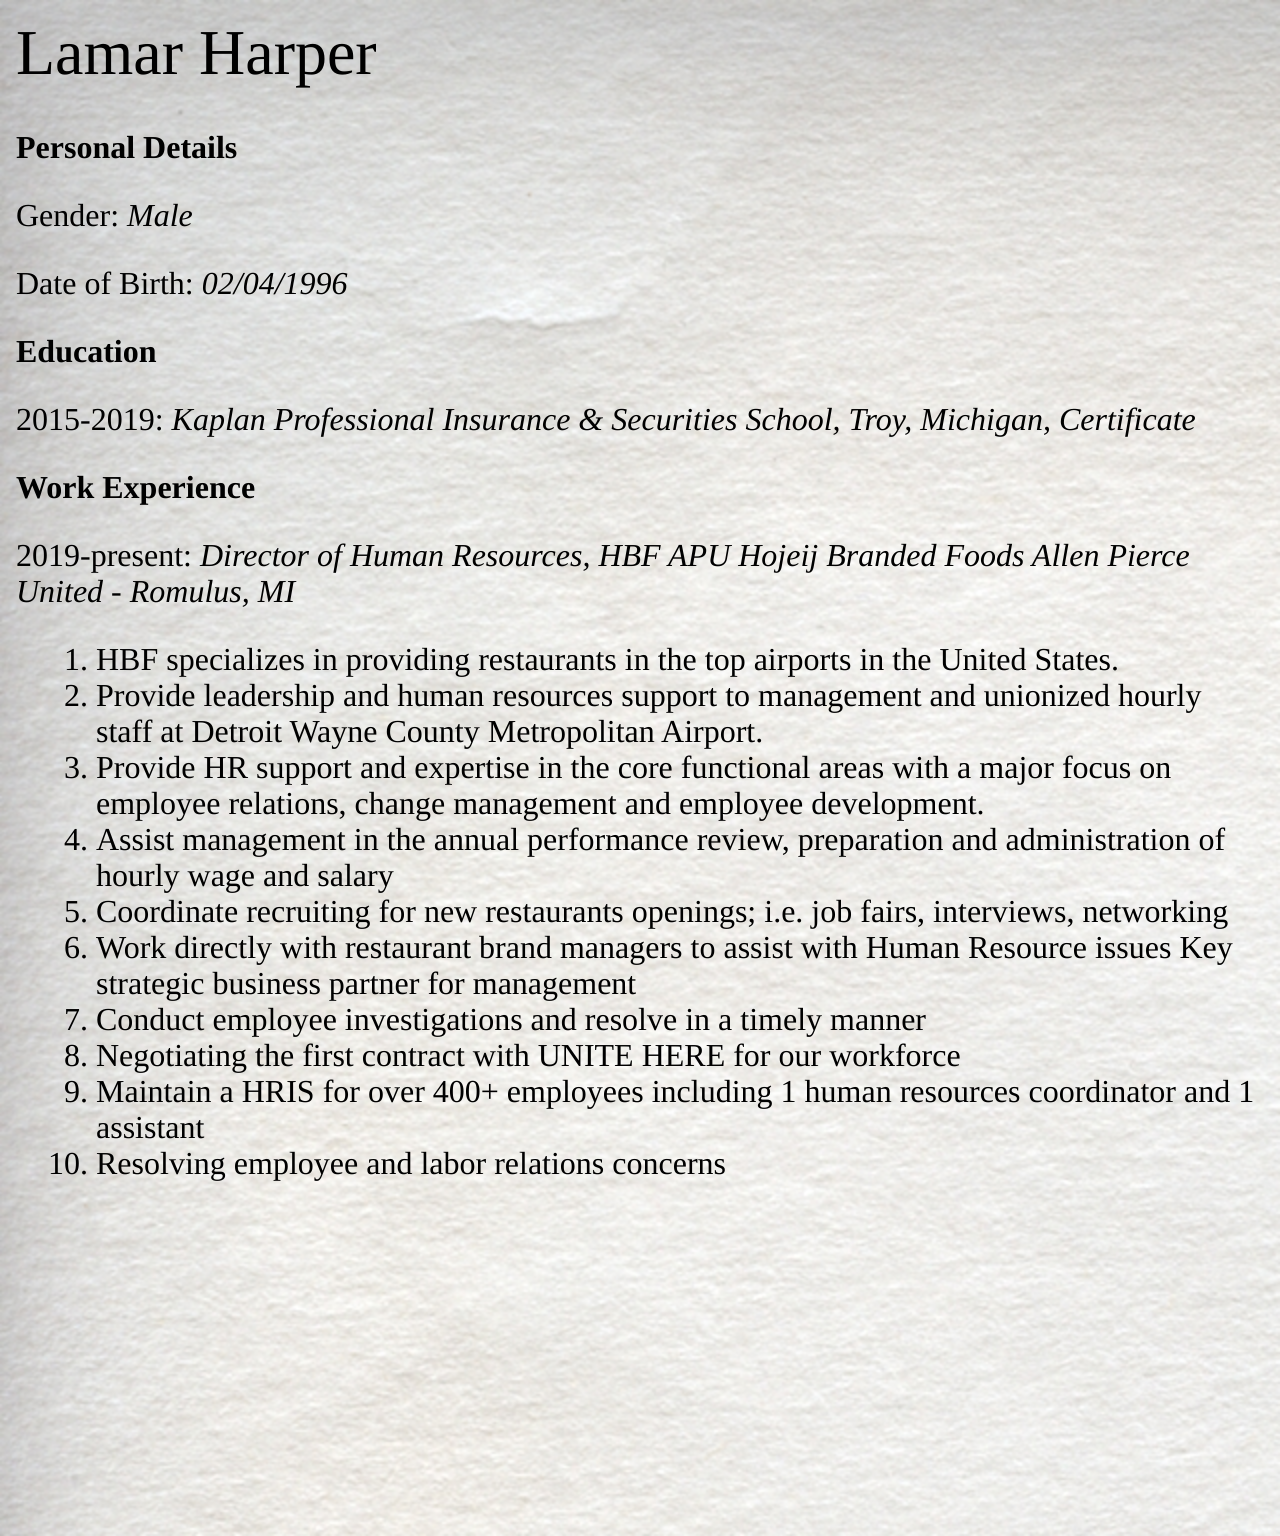 Lamar Harper
Personal Details
Gender: Male
Date of Birth: 02/04/1996
Education
2015-2019: Kaplan Professional Insurance & Securities School, Troy, Michigan, Certificate
Work Experience
2019-present: Director of Human Resources, HBF APU Hojeij Branded Foods Allen Pierce
United - Romulus, MI
1. HBF specializes in providing restaurants in the top airports in the United States.
2. Provide leadership and human resources support to management and unionized hourly
staff at Detroit Wayne County Metropolitan Airport.
3. Provide HR support and expertise in the core functional areas with a major focus on
employee relations, change management and employee development.
4. Assist management in the annual performance review, preparation and administration of
hourly wage and salary
5. Coordinate recruiting for new restaurants openings; i.e. job fairs, interviews, networking
6. Work directly with restaurant brand managers to assist with Human Resource issues Key
strategic business partner for management
7. Conduct employee investigations and resolve in a timely manner
8. Negotiating the first contract with UNITE HERE for our workforce
9. Maintain a HRIS for over 400+ employees including 1 human resources coordinator and 1
assistant
10. Resolving employee and labor relations concerns